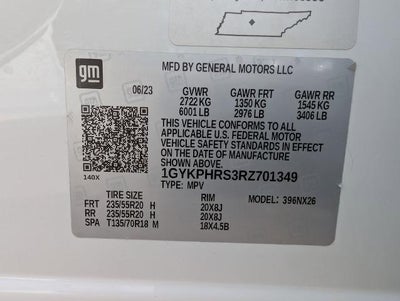 gm
MFD BY GENERAL MOTORS LLC
06/23 GVWR GAWR FRT GAWR RR
2722 KG 1350 KG 1545 KG
6001 LB 2976 LB 3406 LB
THIS VEHICLE CONFORMS TO ALL
APPLICABLE U.S. FEDERAL MOTOR
VEHICLE SAFETY STANDARDS IN EFFECT
ON THE DATE OF MANUFACTURE
SHOWN ABOVE.
140X 1GYKPHRS3RZ701349
TYPE: MPV MODEL: 396NX26
TIRE SIZE RIM
FRT 235/55R20 H 20X8J
RR 235/55R20 H 20X8J
SPA T135/70R18 M 18X4.5B